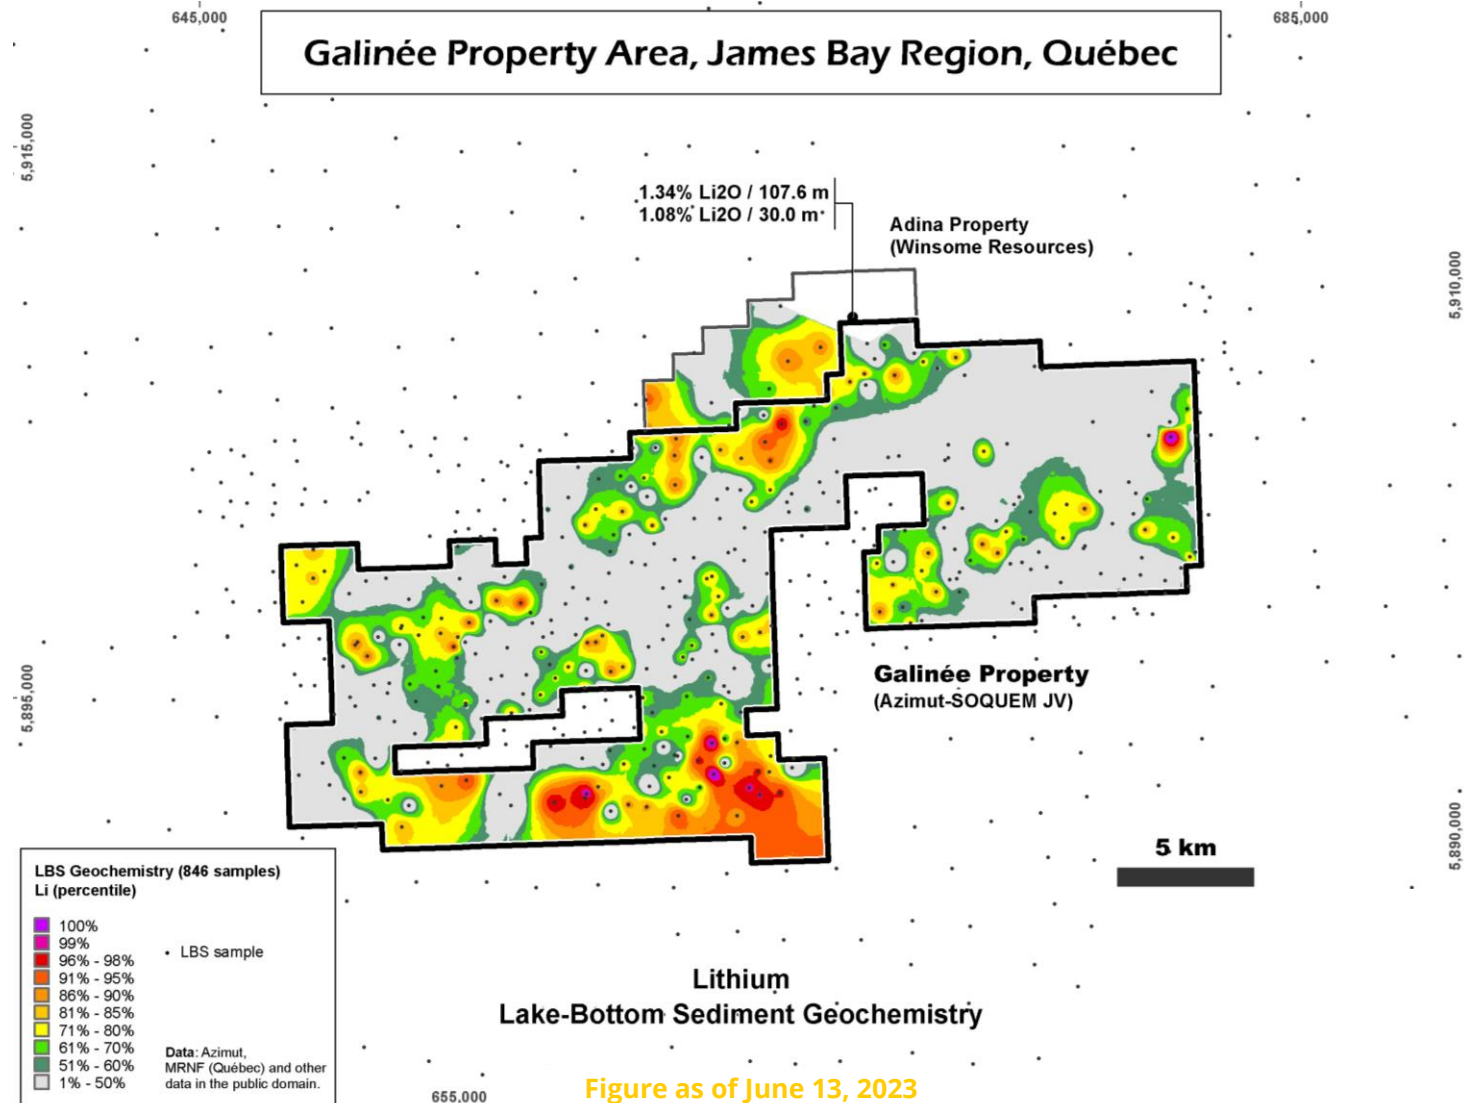 645,000
685,000
Galinée Property Area, James Bay Region, Québec
5,915,000
1.34% Li2O / 107.6 m
1.08% Li2O / 30.0 m
Adina Property
(Winsome Resources)
5,910,000
Galinée Property
(Azimut-SOQUEM JV)
5,895,000
5 km
5,890,000
LBS Geochemistry (846 samples)
Li (percentile)
100%
99%
96% - 98%
91% - 95%
86% - 90%
81% - 85%
71% - 80%
61% - 70%
51% - 60%
1% - 50%
LBS sample
Data: Azimut,
MRNF (Québec) and other
data in the public domain.
Lithium
Lake-Bottom Sediment Geochemistry
Figure as of June 13, 2023
655,000